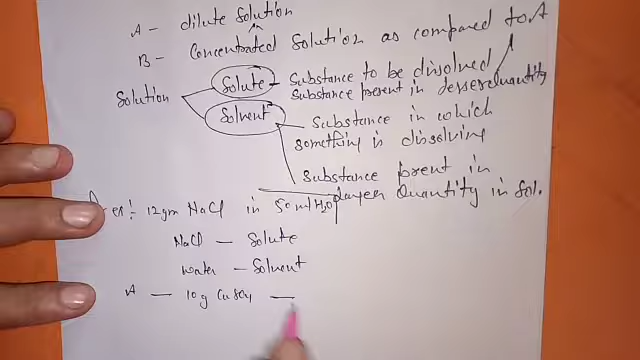 A - dilute Solution
B - Concentrated Solution as compared to A
Solution
Solute - Substance to be dissolved
Substance present in lesser quantity
Solvent
Substance in which
something is dissolving
Substance present in
larger Quantity in Sol.
ex :- 12gm NaCl in 50ml H2O
NaCl - Solute
Water - Solvent
A - 10g CuSO4 -